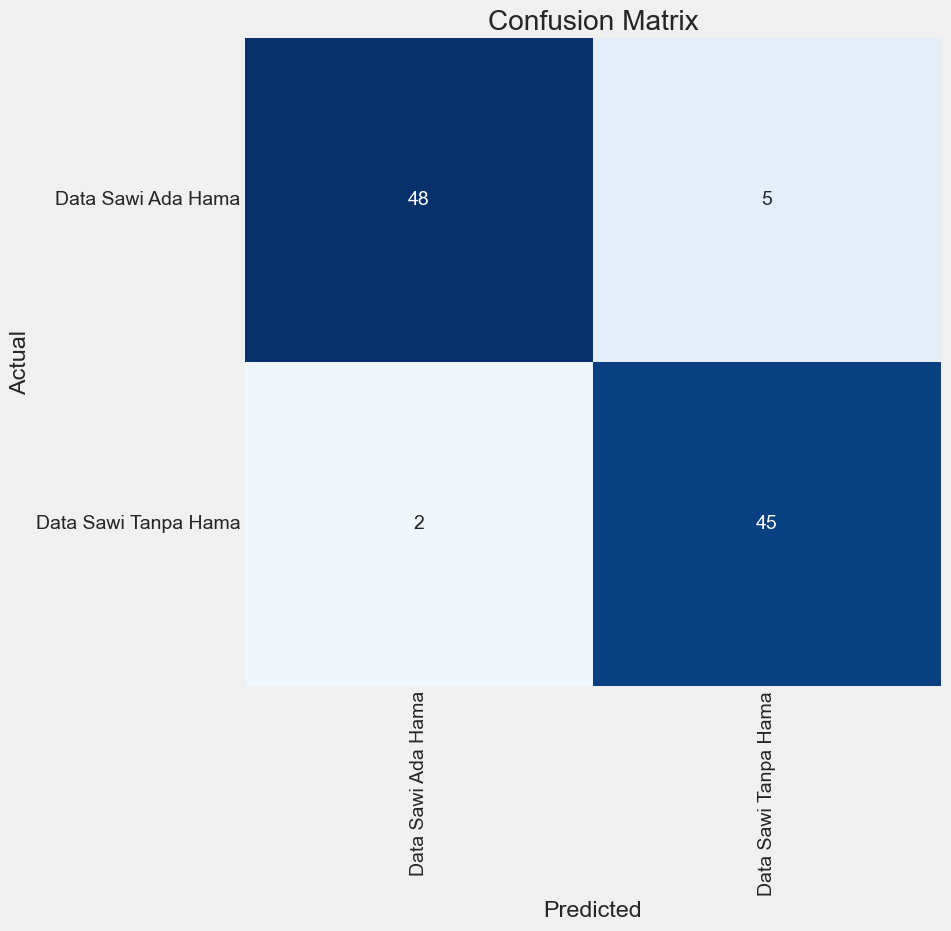 Confusion Matrix
Actual
Data Sawi Ada Hama
48
5
Data Sawi Tanpa Hama
2
45
Data Sawi Ada Hama
Data Sawi Tanpa Hama
Predicted